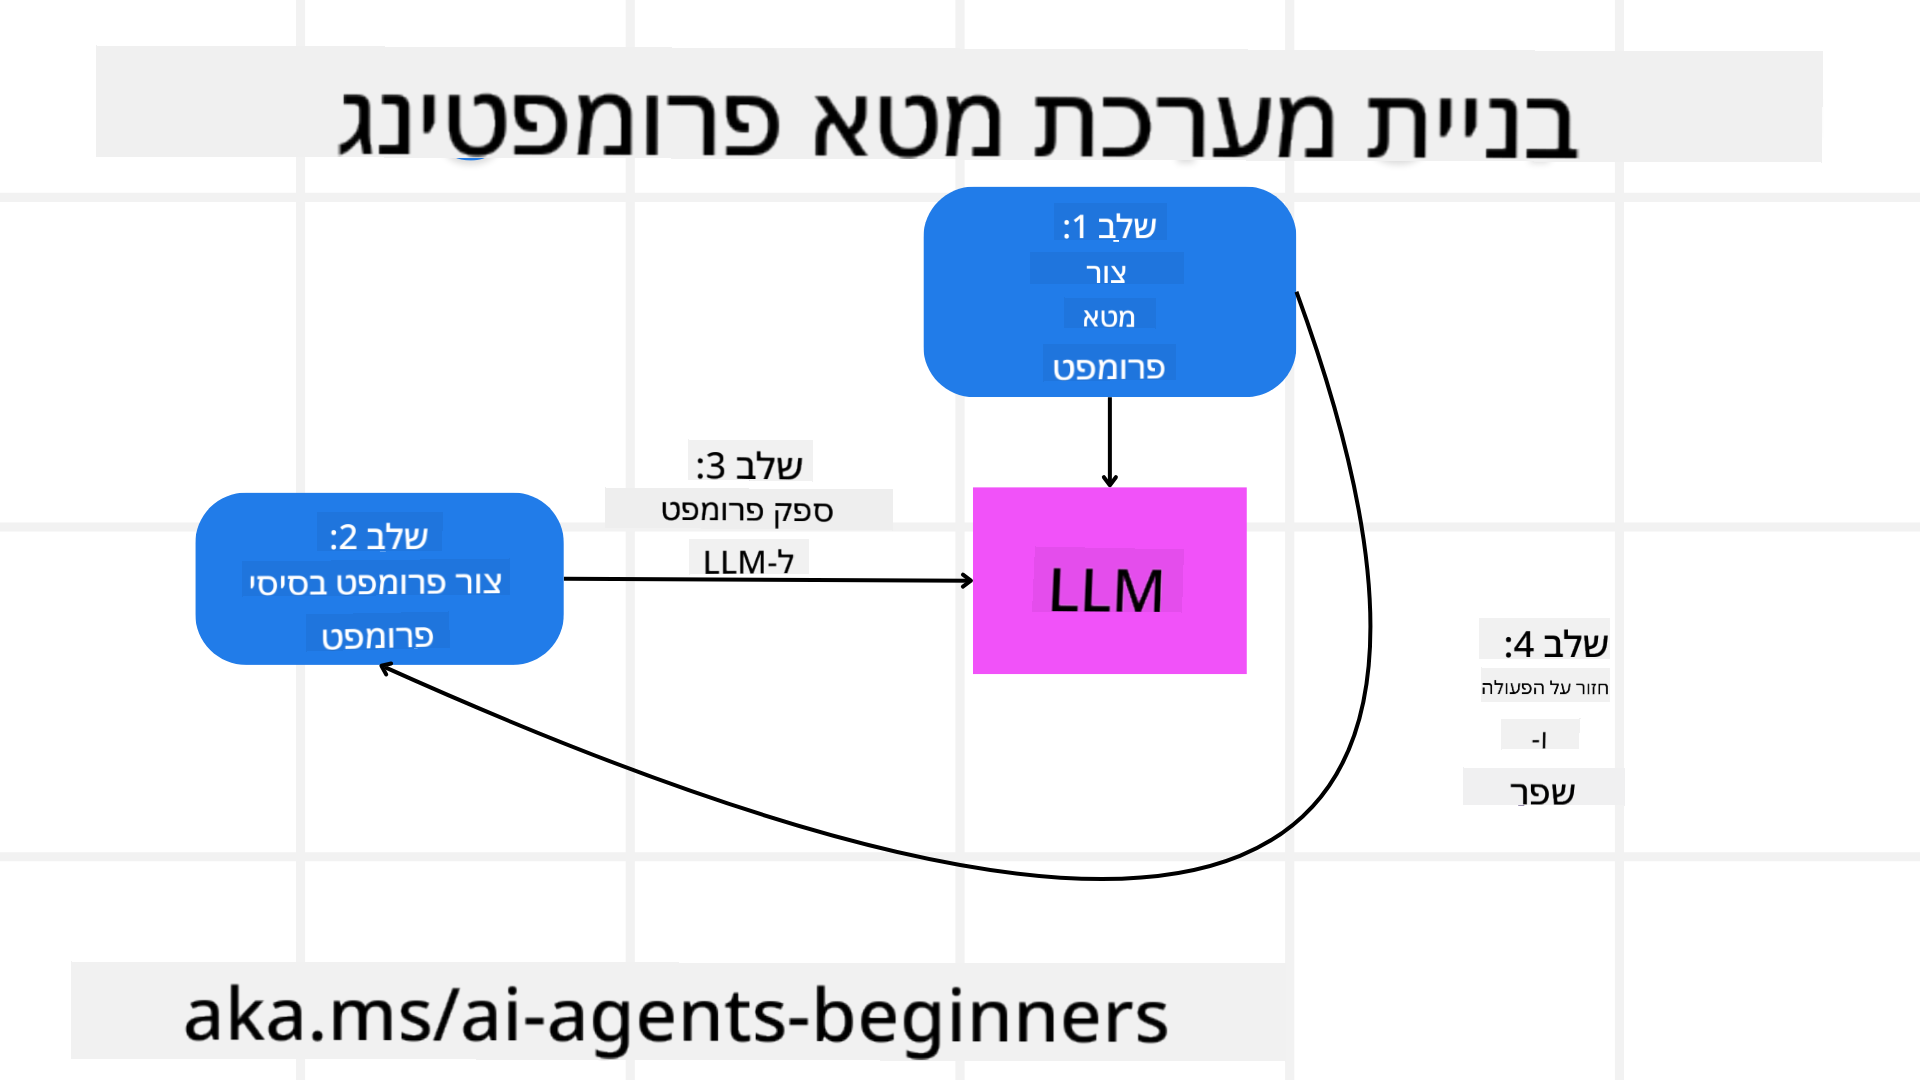 בניית מערכת מטא פרומפטינג
שלב 1:
צור
מטא
פרומפט
שלב 2:
צור פרומפט בסיסי
פרומפט
שלב 3:
ספק פרומפט
ל-LLM
LLM
שלב 4:
חזור על הפעולה
ו-
שפר
aka.ms/ai-agents-beginners